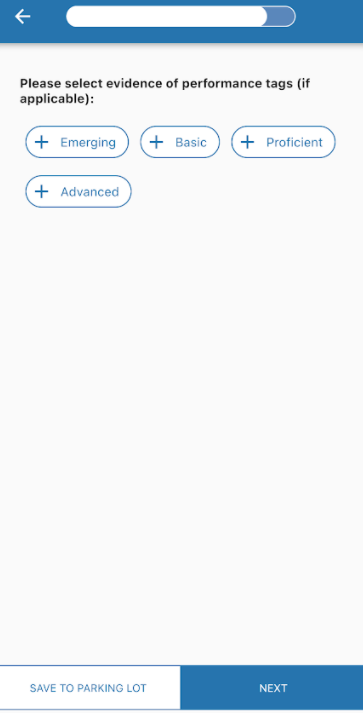 Please select evidence of performance tags (if
applicable):
+ Emerging + Basic + Proficient
+ Advanced
SAVE TO PARKING LOT NEXT